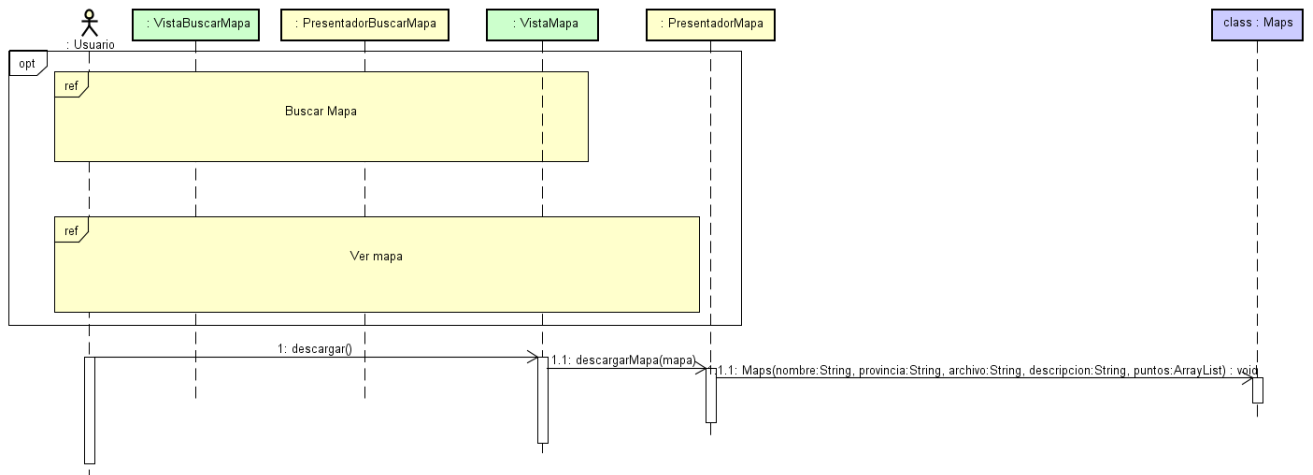 : Usuario
: VistaBuscarMapa
: PresentadorBuscarMapa
: VistaMapa
: PresentadorMapa
class : Maps
opt
ref
Buscar Mapa
ref
Ver mapa
1: descargar()
1.1: descargarMapa(mapa)
1.1.1: Maps(nombre:String, provincia:String, archivo:String, descripcion:String, puntos:ArrayList) : void